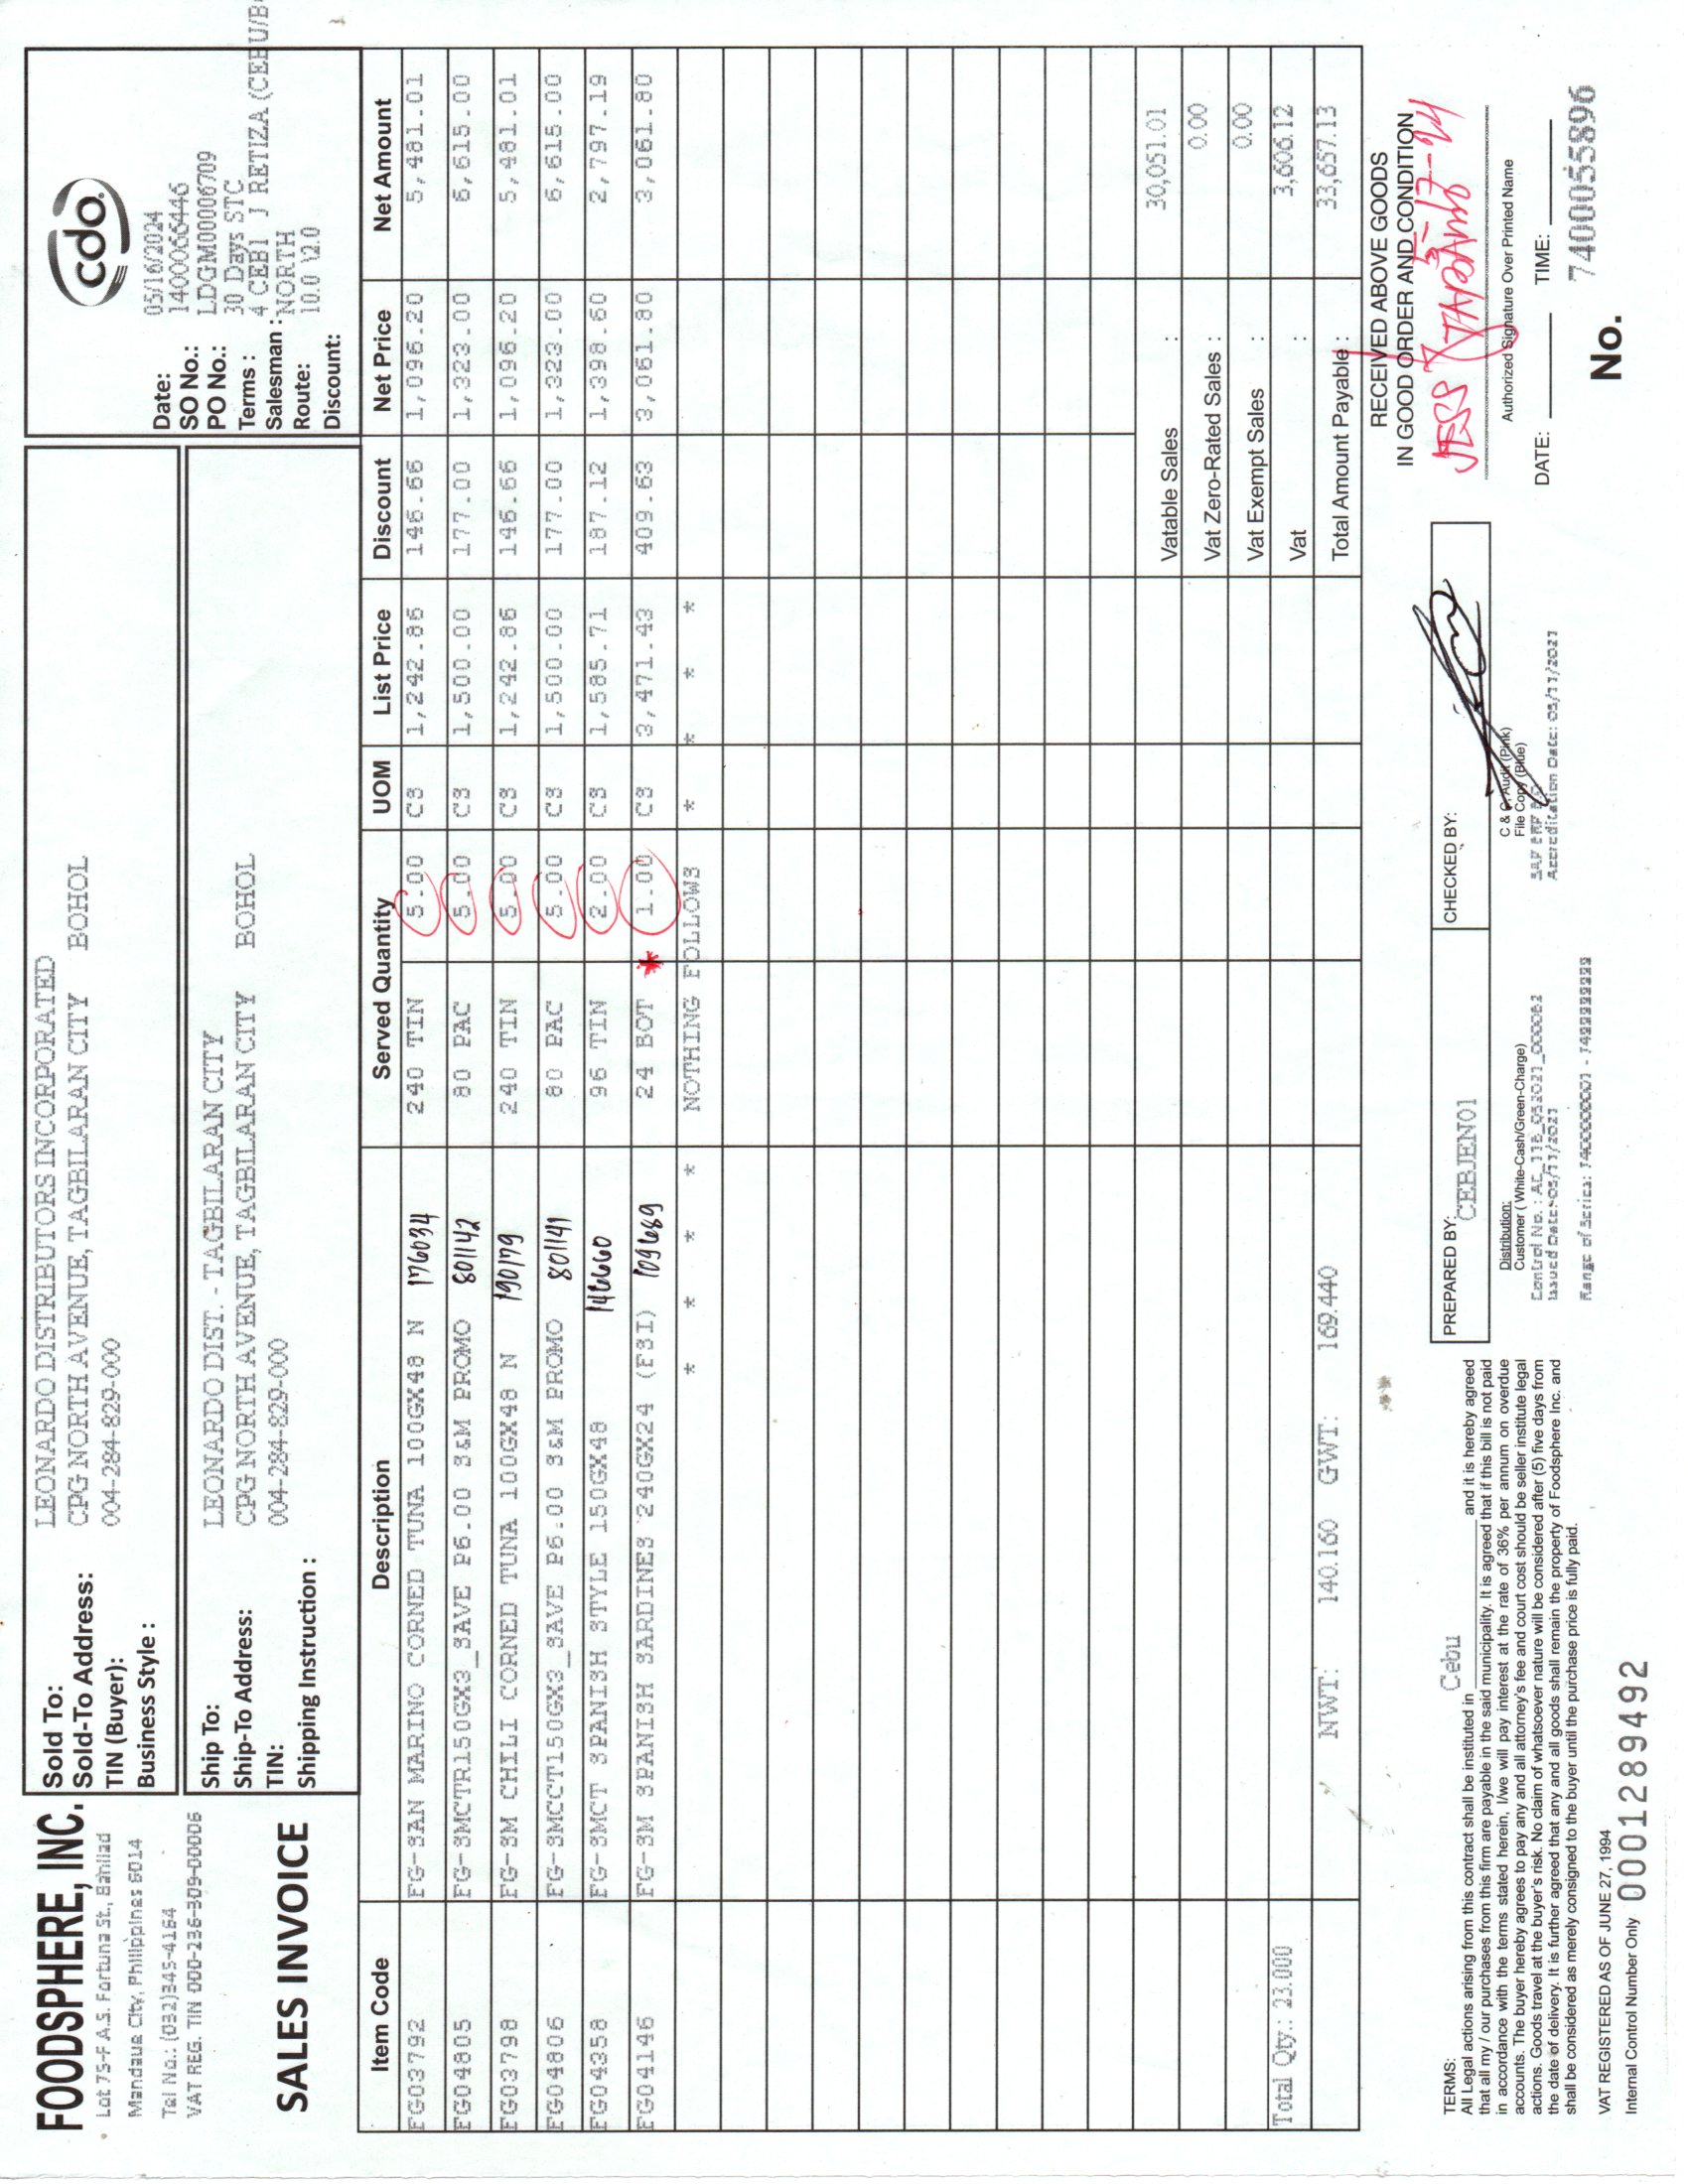 FOODSPHERE, INC.
Lot 75-F A.S. Fortuna St., Bahilad
Mandaue City, Philippines 6014
Tel No.: (032)345-4164
VAT REG. TIN 000-236-309-00006
SALES INVOICE
Sold To: LEONARDO DISTRIBUTORS INCORPORATED
Sold-To Address: CPG NORTH AVENUE, TAGBILARAN CITY BOHOL
TIN (Buyer): 004-284-829-000
Business Style :
Ship To: LEONARDO DIST. - TAGBILARAN CITY
Ship-To Address: CPG NORTH AVENUE, TAGBILARAN CITY BOHOL
TIN: 004-284-829-000
Shipping Instruction :
cdo
Date: 05/16/2024
SO No.: 1400066446
PO No.: LDGM00006709
Terms : 30 Days STC
Salesman : 4 CEB1 J RETIZA (CEBU/B
Route: NORTH
Discount: 10.0 \2.0
Item Code Description Served Quantity UOM List Price Discount Net Price Net Amount
FG03792 FG-SAN MARINO CORNED TUNA 100GX48 N 176034 240 TIN 5.00 CS 1,242.86 146.66 1,096.20 5,481.01
FG04805 FG-SMCTR150GX3_SAVE P6.00 S&M PROMO 801142 80 PAC 5.00 CS 1,500.00 177.00 1,323.00 6,615.00
FG03798 FG-SM CHILI CORNED TUNA 100GX48 N 190179 240 TIN 5.00 CS 1,242.86 146.66 1,096.20 5,481.01
FG04806 FG-SMCCT150GX3_SAVE P6.00 S&M PROMO 801141 80 PAC 5.00 CS 1,500.00 177.00 1,323.00 6,615.00
FG04358 FG-SMCT SPANISH STYLE 150GX48 146660 96 TIN 2.00 CS 1,585.71 187.12 1,398.60 2,797.19
FG04146 FG-SM SPANISH SARDINES 240GX24 (FSI) 109689 24 BOT * 1.00 CS 3,471.43 409.63 3,061.80 3,061.80
* * * * NOTHING FOLLOWS * * * *
Vatable Sales : 30,051.01
Vat Zero-Rated Sales : 0.00
Vat Exempt Sales : 0.00
Total Qty.: 23.000 Vat : 3,606.12
NWT: 140.160 GWT: 169.440 Total Amount Payable : 33,657.13
TERMS:
All Legal actions arising from this contract shall be instituted in Cebu and it is hereby agreed
that all my / our purchases from this firm are payable in the said municipality. It is agreed that if this bill is not paid
in accordance with the terms stated herein, I/we will pay interest at the rate of 36% per annum on overdue
accounts. The buyer hereby agrees to pay any and all attorney's fee and court cost should be seller institute legal
actions. Goods travel at the buyer's risk. No claim of whatsoever nature will be considered after (5) five days from
the date of delivery. It is further agreed that any and all goods shall remain the property of Foodsphere Inc. and
shall be considered as merely consigned to the buyer until the purchase price is fully paid.
VAT REGISTERED AS OF JUNE 27, 1994
Internal Control Number Only 0001289492
PREPARED BY: CEBJEN01
CHECKED BY:
Distribution:
Customer ( White-Cash/Green-Charge)
C & C, Audit (Pink)
File Copy (Blue)
Control No. : AC_116_052021_000062
Issued Date: 05/11/2021
Accreditation Date: 05/11/2021
Range of Series: 7400000001 - 7499999999
RECEIVED ABOVE GOODS
IN GOOD ORDER AND CONDITION
JESS 5-17-24
Authorized Signature Over Printed Name
DATE: TIME:
No. 7400055896